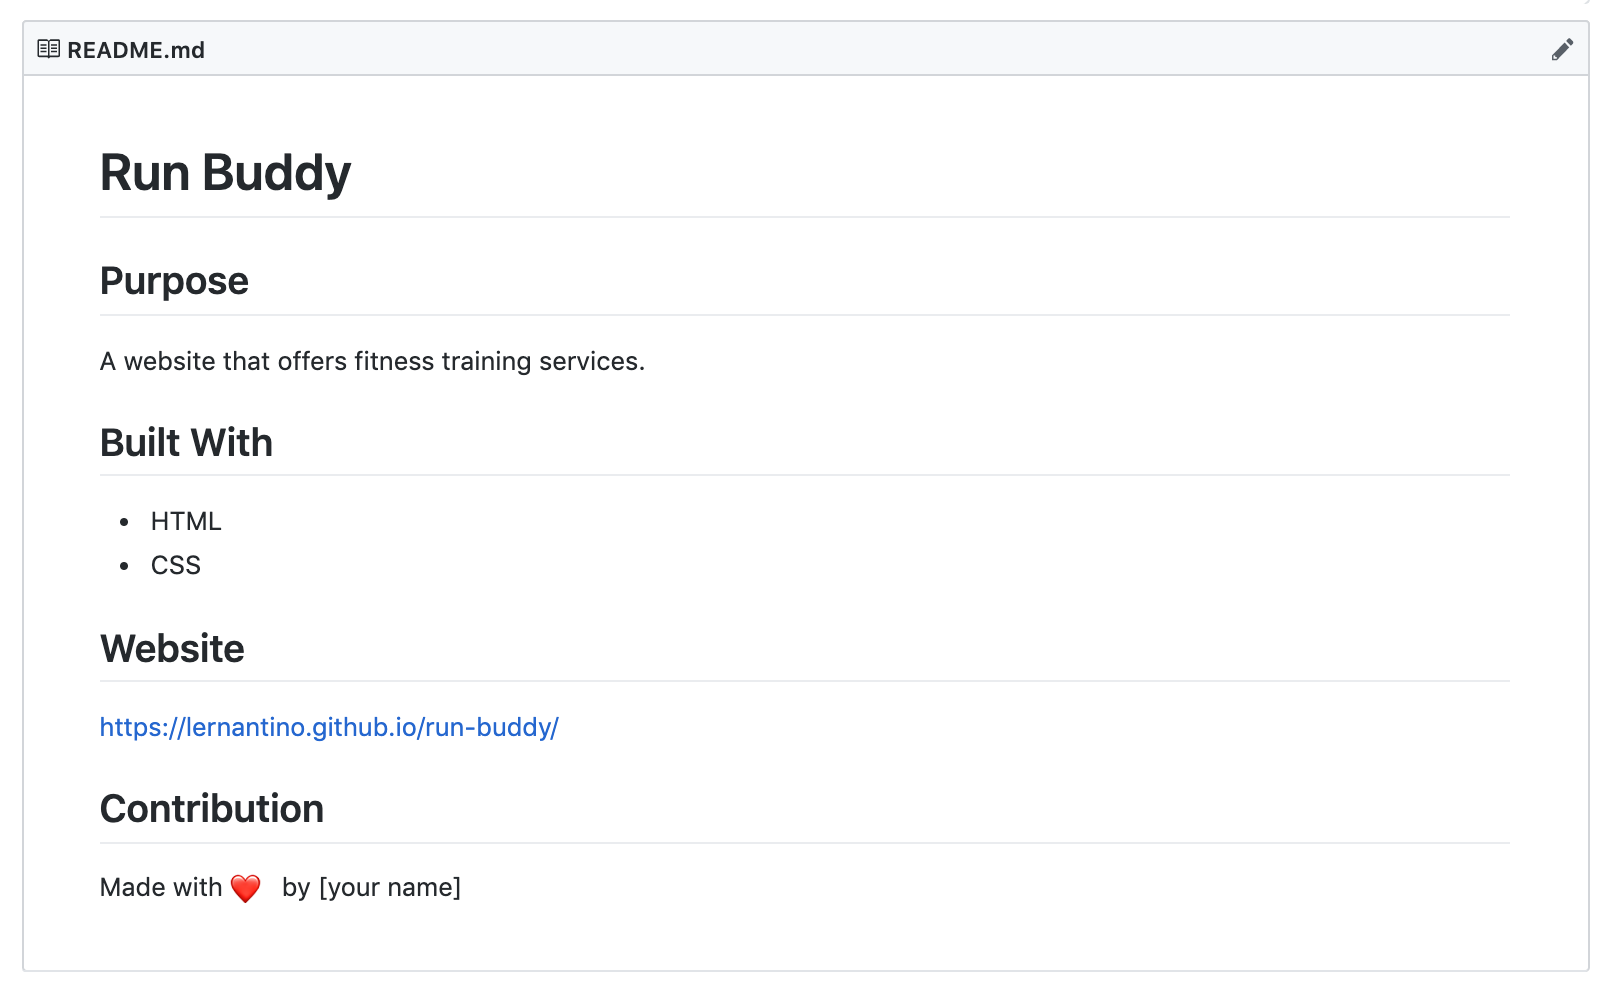 README.md
Run Buddy
Purpose
A website that offers fitness training services.
Built With
• HTML
• CSS
Website
https://lernantino.github.io/run-buddy/
Contribution
Made with ❤️ by [your name]